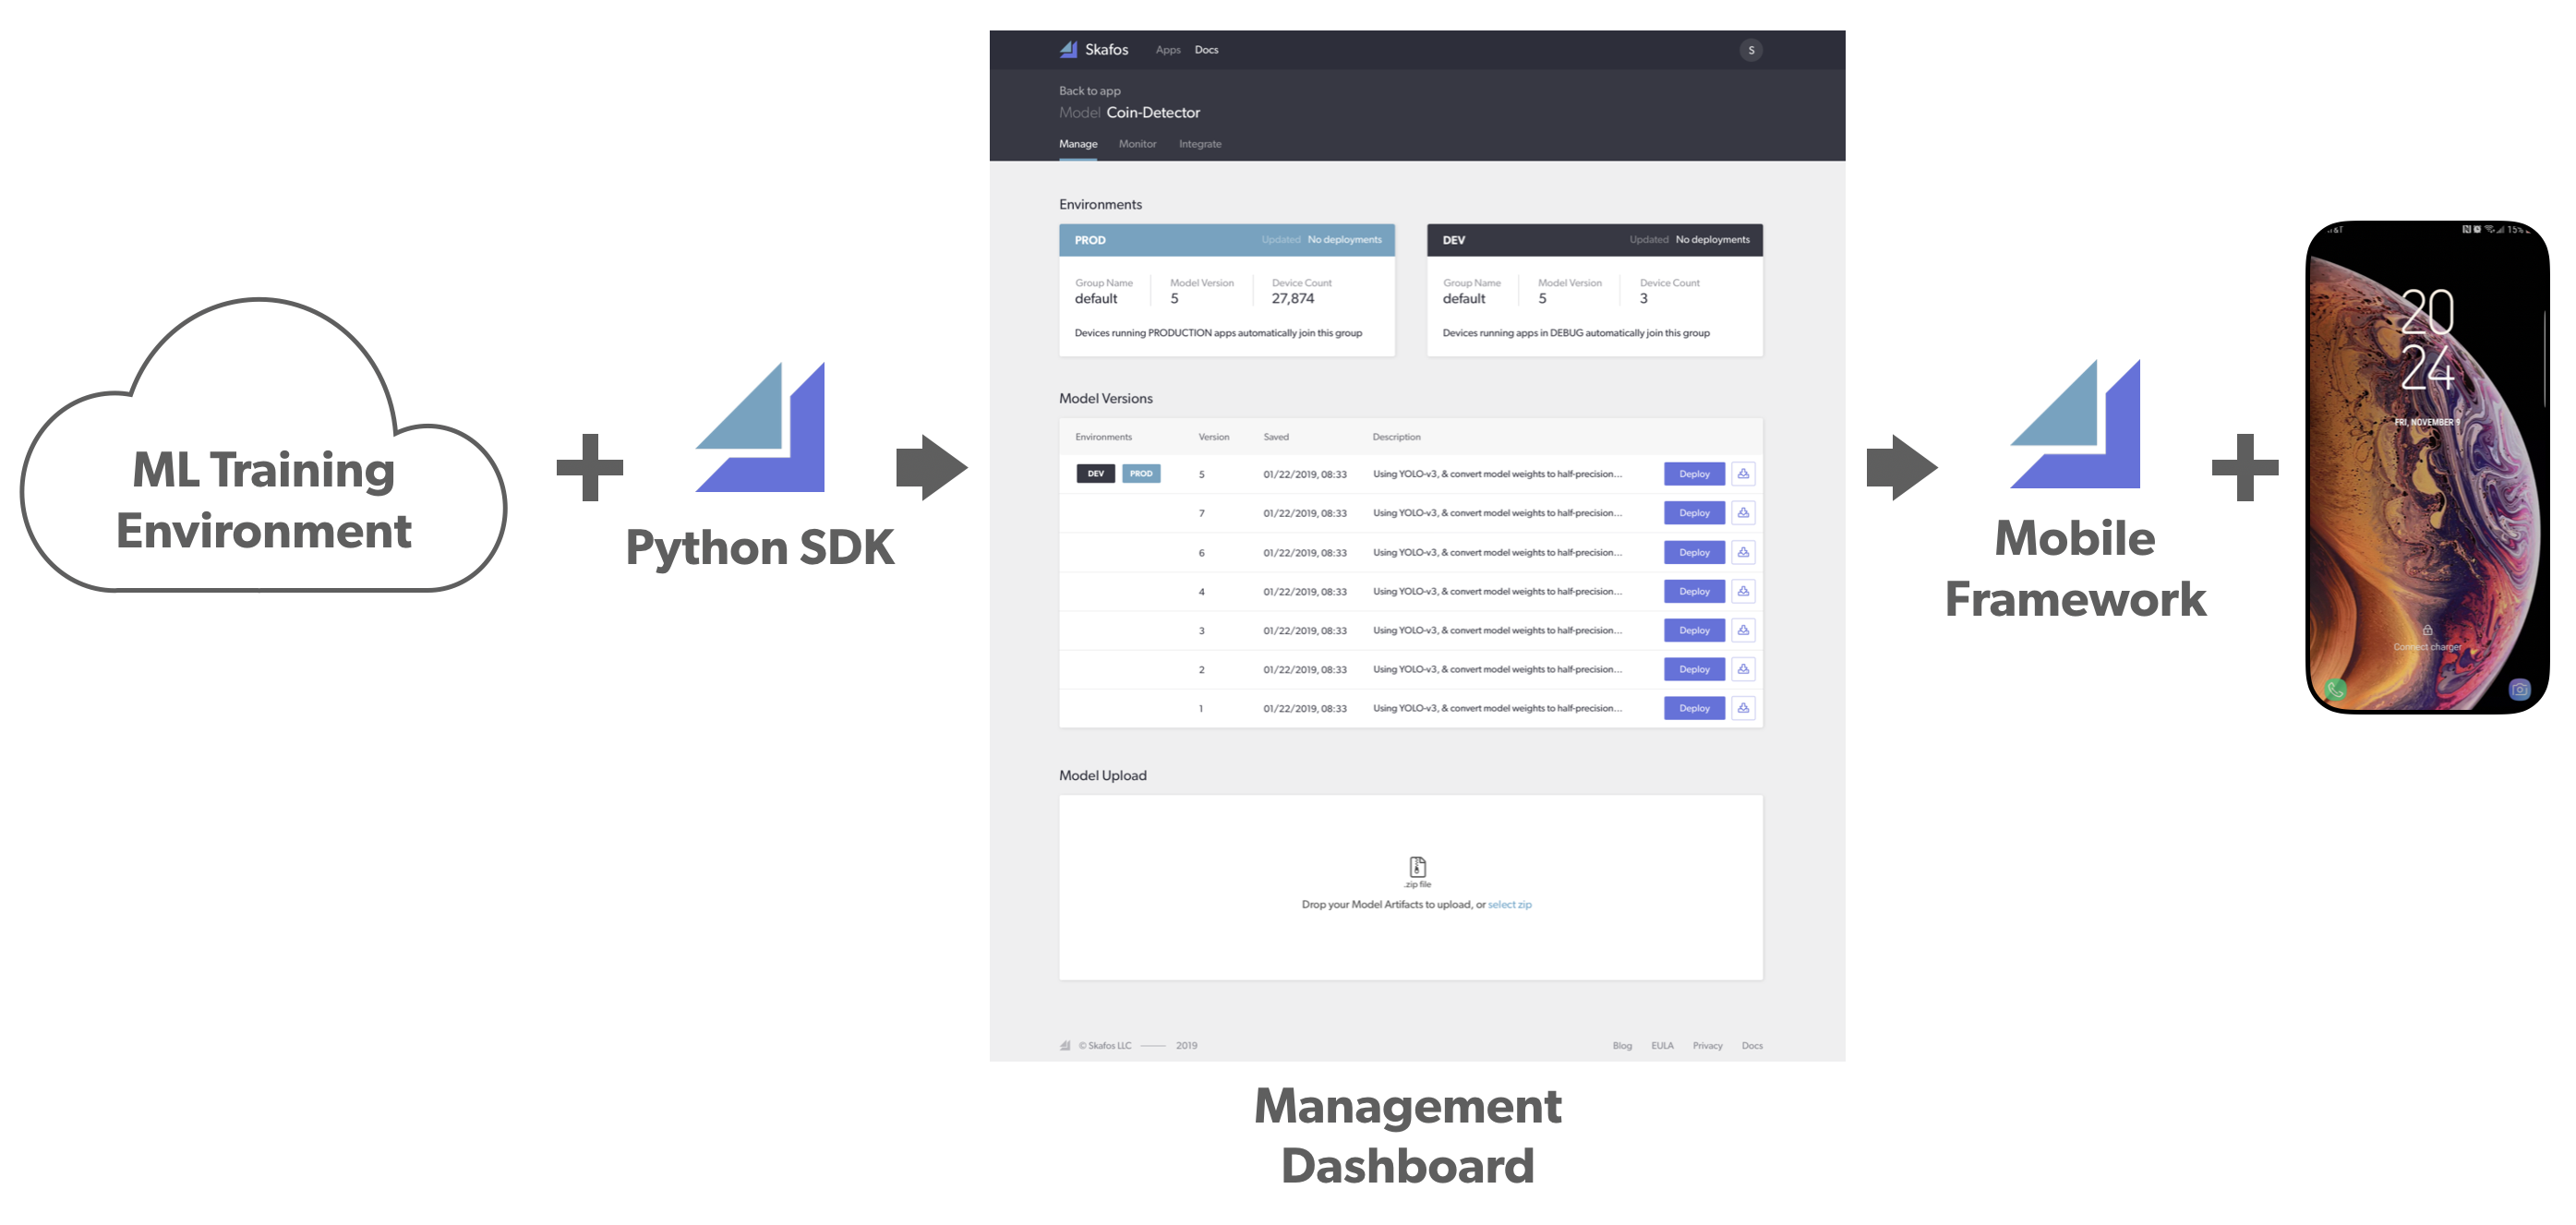 ML Training
Environment
Python SDK
Skafos Apps Docs S
Back to app
Model Coin-Detector
Manage Monitor Integrate
Environments
PROD Updated No deployments
Group Name Model Version Device Count
default 5 27,874
Devices running PRODUCTION apps automatically join this group
DEV Updated No deployments
Group Name Model Version Device Count
default 5 3
Devices running apps in DEBUG automatically join this group
Model Versions
Environments Version Saved Description
DEV PROD 5 01/22/2019, 08:33 Using YOLO-v3, & convert model weights to half-precision... Deploy
7 01/22/2019, 08:33 Using YOLO-v3, & convert model weights to half-precision... Deploy
6 01/22/2019, 08:33 Using YOLO-v3, & convert model weights to half-precision... Deploy
4 01/22/2019, 08:33 Using YOLO-v3, & convert model weights to half-precision... Deploy
3 01/22/2019, 08:33 Using YOLO-v3, & convert model weights to half-precision... Deploy
2 01/22/2019, 08:33 Using YOLO-v3, & convert model weights to half-precision... Deploy
1 01/22/2019, 08:33 Using YOLO-v3, & convert model weights to half-precision... Deploy
Model Upload
.zip file
Drop your Model Artifacts to upload, or select zip
© Skafos LLC 2019 Blog EULA Privacy Docs
Management
Dashboard
Mobile
Framework
15%
20
24
FRI, NOVEMBER 9
Connect charger